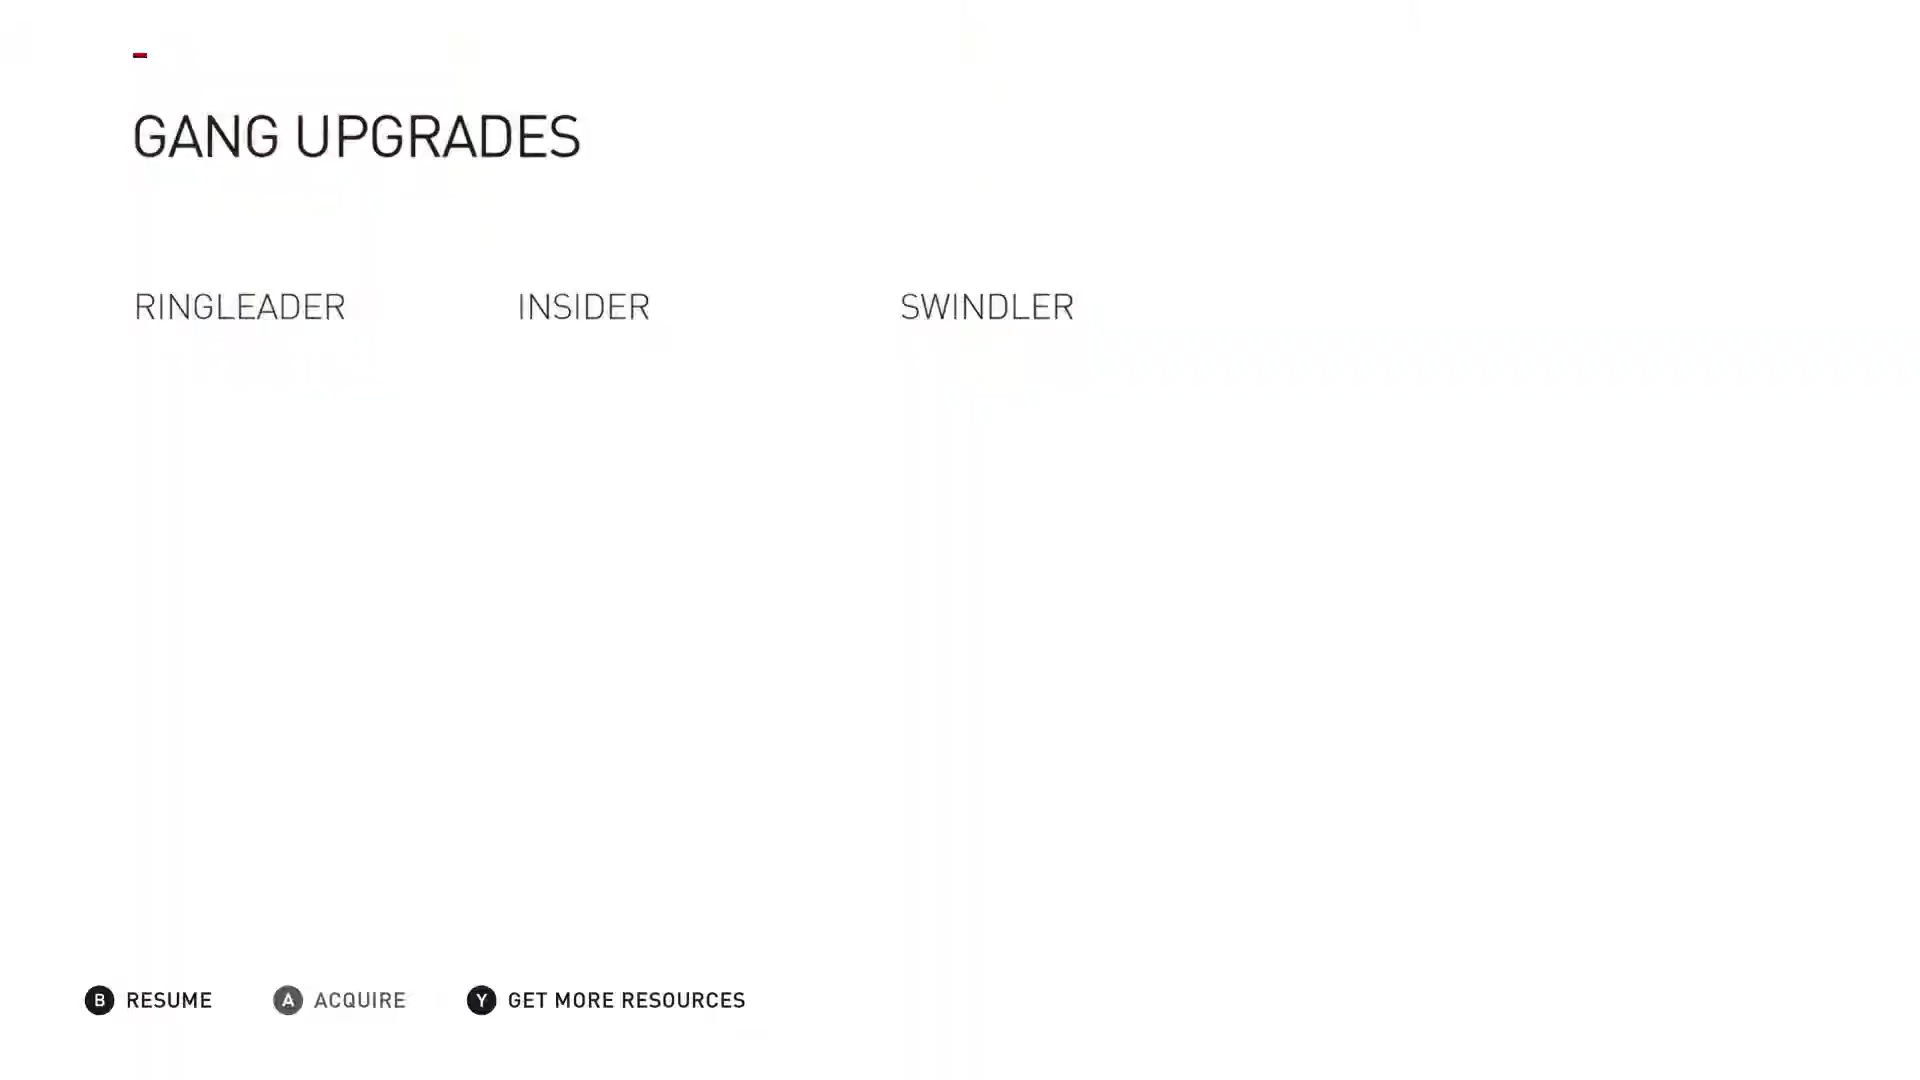 GANG UPGRADES
RINGLEADER INSIDER SWINDLER
B RESUME A ACQUIRE Y GET MORE RESOURCES